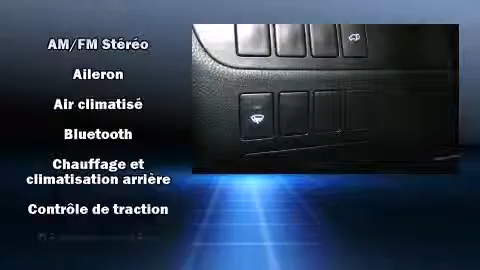 AM/FM Stéréo
Aileron
Air climatisé
Bluetooth
Chauffage et
climatisation arrière
Contrôle de traction